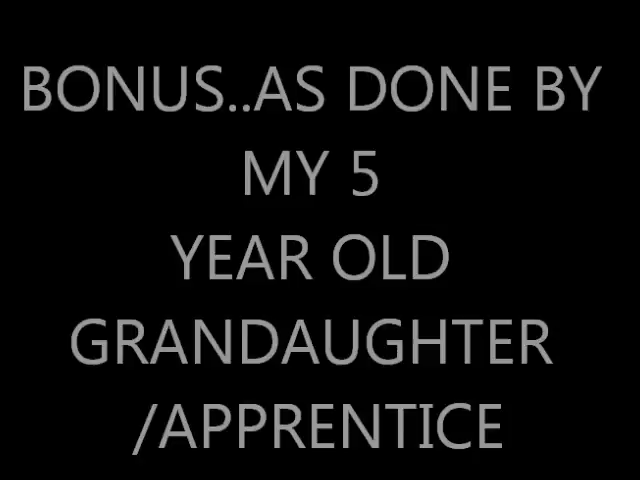 BONUS..AS DONE BY
MY 5
YEAR OLD
GRANDAUGHTER
/APPRENTICE